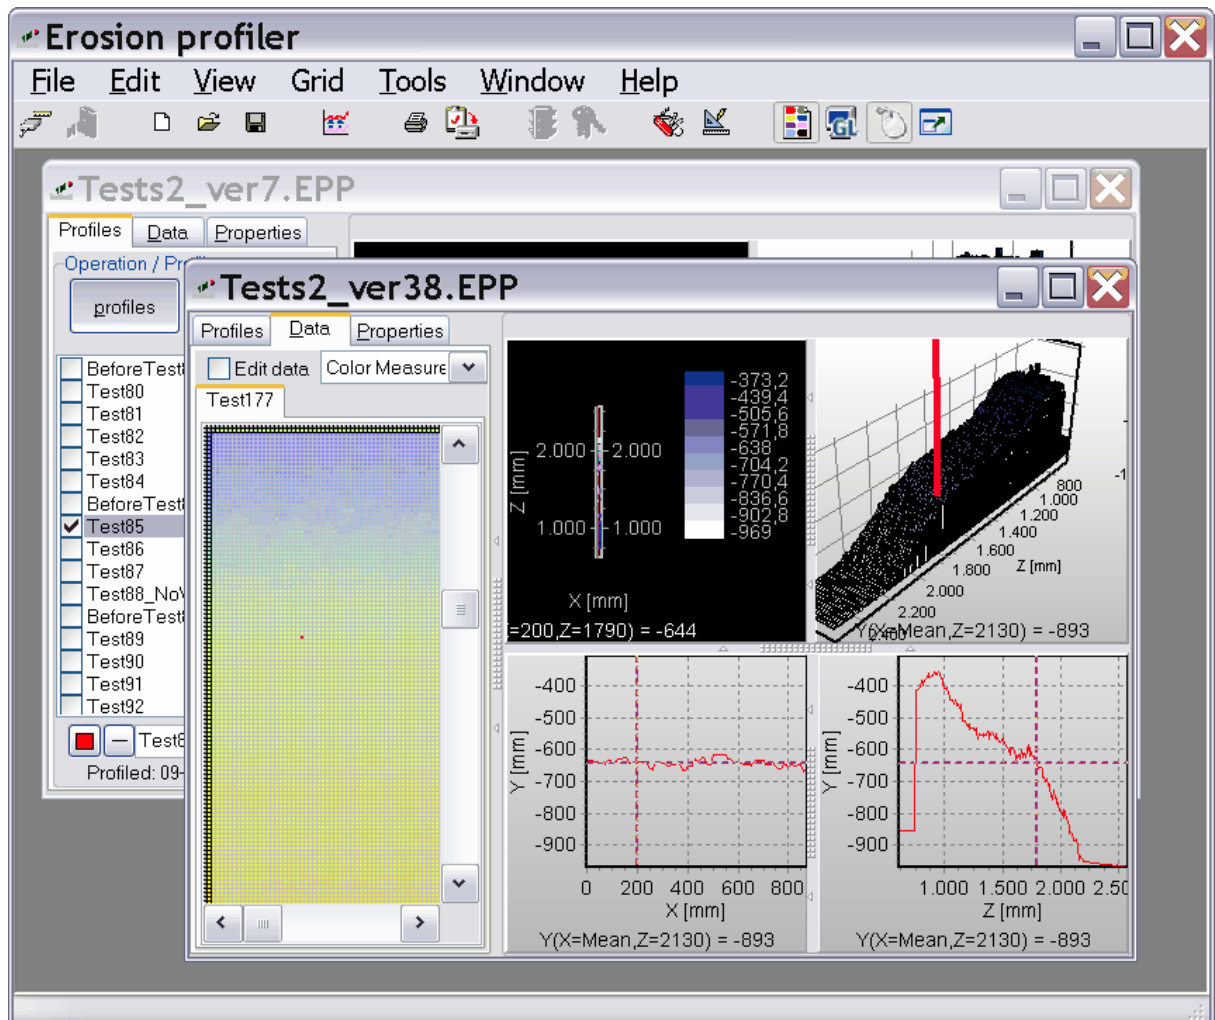 Erosion profiler
File Edit View Grid Tools Window Help
GL
Tests2_ver7.EPP
Profiles Data Properties
Operation /
profiles
BeforeTest
Test80
Test81
Test82
Test83
Test84
BeforeTest
Test85
Test86
Test87
Test88_No
BeforeTest
Test89
Test90
Test91
Test92
Profiled: 09-
Tests2_ver38.EPP
Profiles Data Properties
Edit data Color Measure
Test177
Z [mm]
2.000 2.000
1.000 1.000
X [mm]
-373,2
-439,4
-505,6
-571,8
-638
-704,2
-770,4
-836,6
-902,8
-969
=200,Z=1790) = -644
800
1.000
1.200
1.400
1.600
1.800
2.000
2.200
2.400
Z [mm]
-1
Y(X=Mean,Z=2130) = -893
Y [mm]
-400
-500
-600
-700
-800
-900
0 200 400 600 800
X [mm]
Y(X=Mean,Z=2130) = -893
Y [mm]
-400
-500
-600
-700
-800
-900
1.000 1.500 2.000 2.50
Z [mm]
Y(X=Mean,Z=2130) = -893